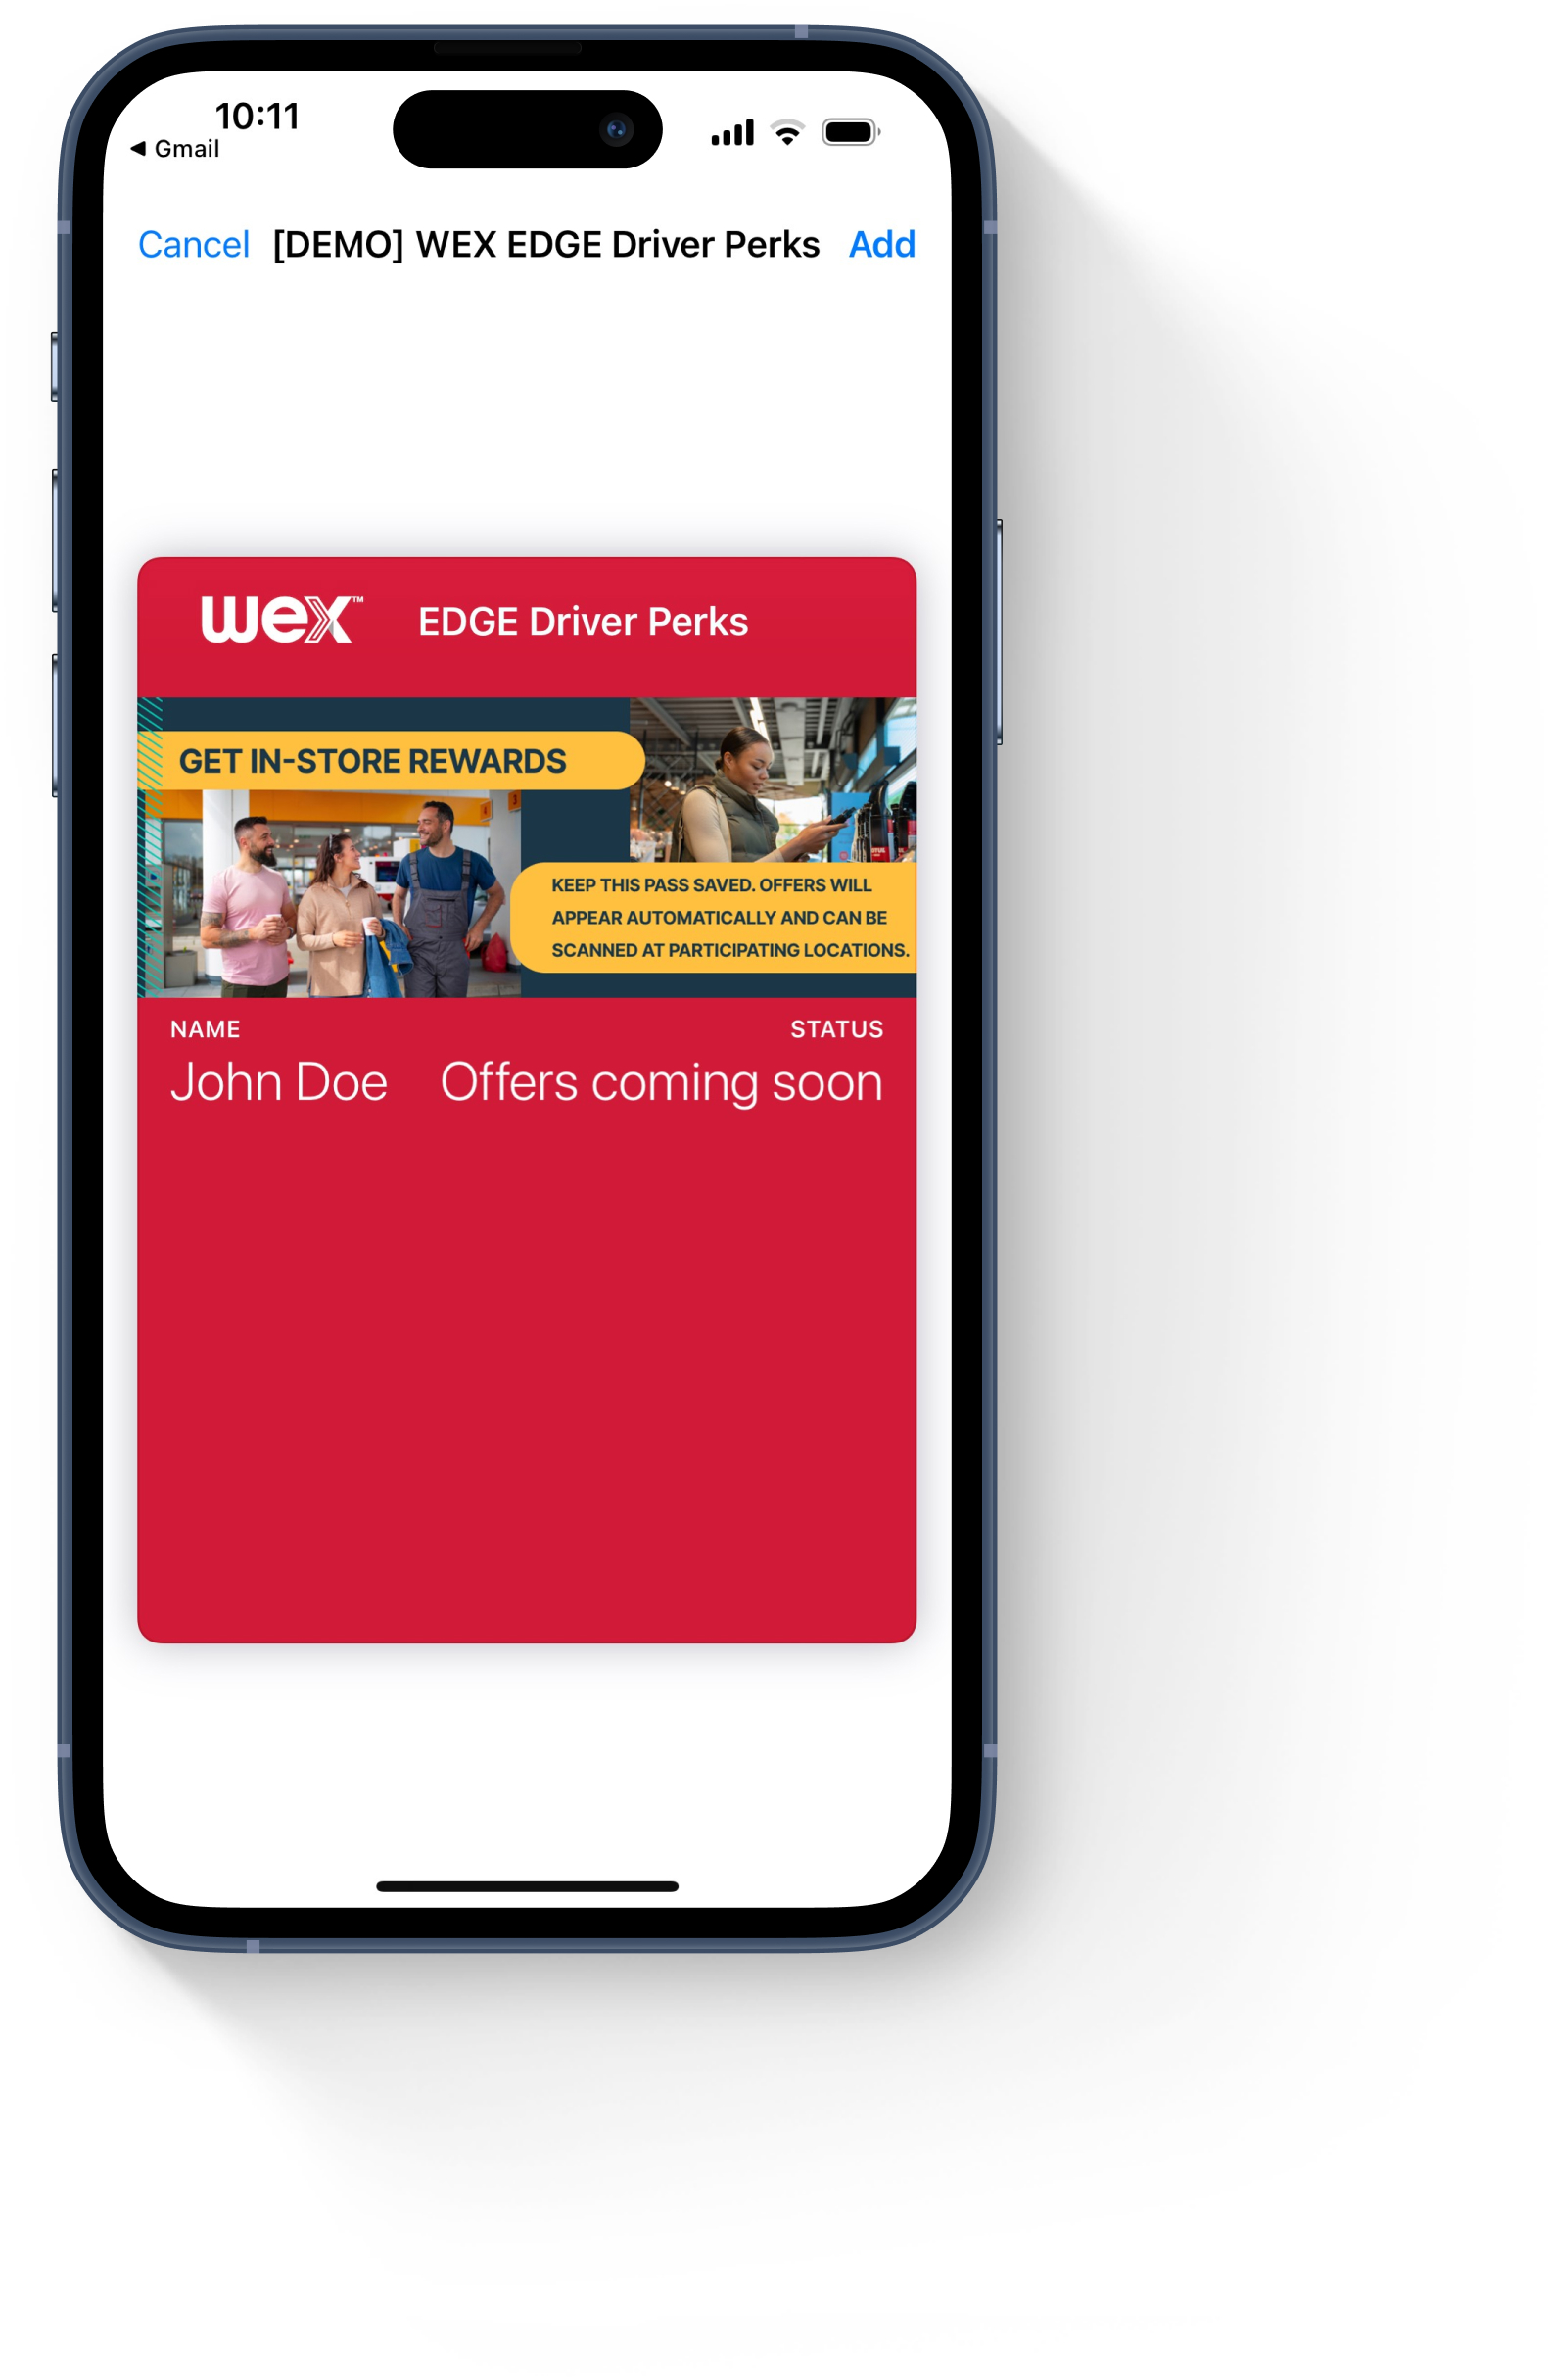 10:11
◀ Gmail
Cancel [DEMO] WEX EDGE Driver Perks Add
wex™ EDGE Driver Perks
GET IN-STORE REWARDS
KEEP THIS PASS SAVED. OFFERS WILL
APPEAR AUTOMATICALLY AND CAN BE
SCANNED AT PARTICIPATING LOCATIONS.
NAME STATUS
John Doe Offers coming soon